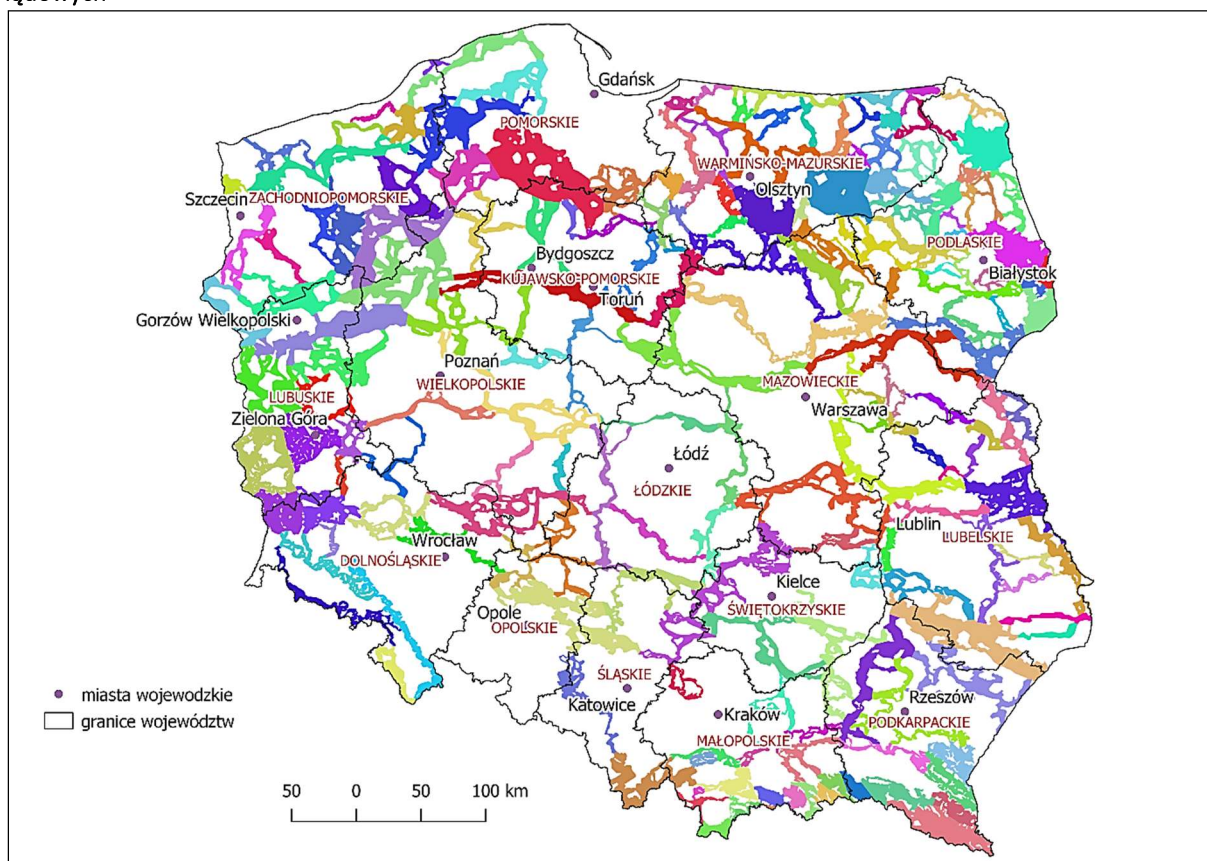 lądowych
Gdańsk
POMORSKIE
WARMIŃSKO-MAZURSKIE
Olsztyn
Szczecin
ZACHODNIOPOMORSKIE
PODLASKIE
Białystok
Bydgoszcz
KUJAWSKO-POMORSKIE
Toruń
Gorzów Wielkopolski
Poznań
WIELKOPOLSKIE
MAZOWIECKIE
Warszawa
LUBUSKIE
Zielona Góra
Łódź
ŁÓDZKIE
Lublin
LUBELSKIE
Wrocław
DOLNOŚLĄSKIE
Kielce
ŚWIĘTOKRZYSKIE
Opole
OPOLSKIE
ŚLĄSKIE
Katowice
Kraków
MAŁOPOLSKIE
Rzeszów
PODKARPACKIE
miasta wojewodzkie
granice województw
50 0 50 100 km